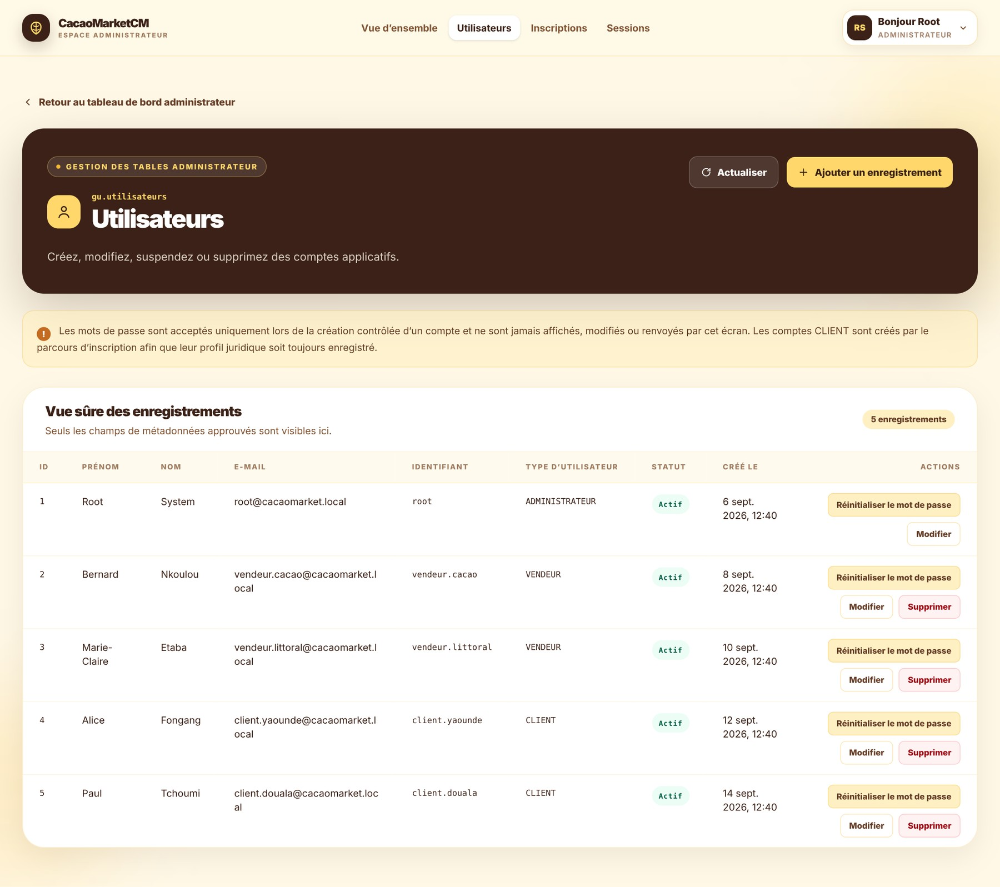 CacaoMarketCM
ESPACE ADMINISTRATEUR
Vue d’ensemble
Utilisateurs
Inscriptions
Sessions
RS
Bonjour Root
ADMINISTRATEUR
Retour au tableau de bord administrateur
GESTION DES TABLES ADMINISTRATEUR
Actualiser
Ajouter un enregistrement
gu.utilisateurs
Utilisateurs
Créez, modifiez, suspendez ou supprimez des comptes applicatifs.
! Les mots de passe sont acceptés uniquement lors de la création contrôlée d’un compte et ne sont jamais affichés, modifiés ou renvoyés par cet écran. Les comptes CLIENT sont créés par le
parcours d’inscription afin que leur profil juridique soit toujours enregistré.
Vue sûre des enregistrements
Seuls les champs de métadonnées approuvés sont visibles ici.
5 enregistrements
ID PRÉNOM NOM E-MAIL IDENTIFIANT TYPE D’UTILISATEUR STATUT CRÉÉ LE ACTIONS
1 Root System root@cacaomarket.local root ADMINISTRATEUR Actif 6 sept. Réinitialiser le mot de passe
2026, 12:40
Modifier
2 Bernard Nkoulou vendeur.cacao@cacaomarket.l vendeur.cacao VENDEUR Actif 8 sept. Réinitialiser le mot de passe
ocal 2026, 12:40
Modifier Supprimer
3 Marie- Etaba vendeur.littoral@cacaomarket.l vendeur.littoral VENDEUR Actif 10 sept. Réinitialiser le mot de passe
Claire ocal 2026, 12:40
Modifier Supprimer
4 Alice Fongang client.yaounde@cacaomarket.l client.yaounde CLIENT Actif 12 sept. Réinitialiser le mot de passe
ocal 2026, 12:40
Modifier Supprimer
5 Paul Tchoumi client.douala@cacaomarket.loc client.douala CLIENT Actif 14 sept. Réinitialiser le mot de passe
al 2026, 12:40
Modifier Supprimer